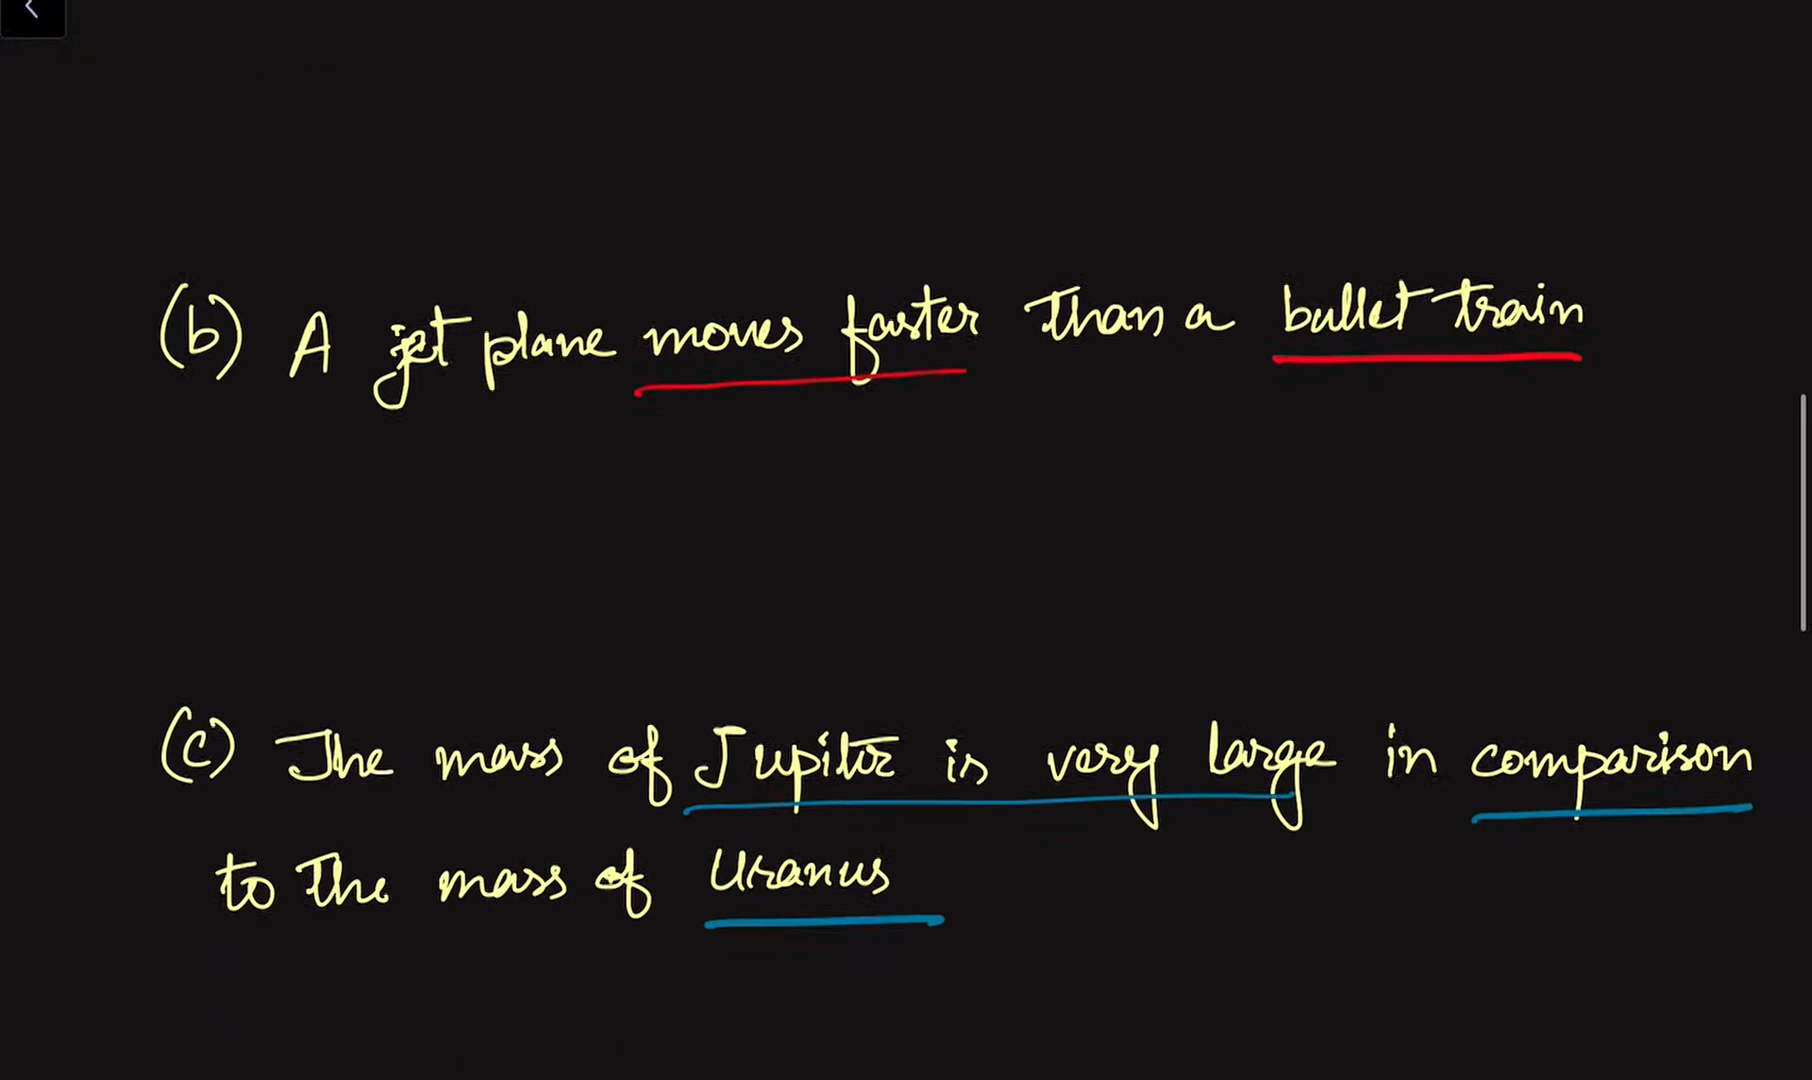 (b) A jet plane moves faster than a bullet train
(c) The mass of Jupiter is very large in comparison
to the mass of Uranus